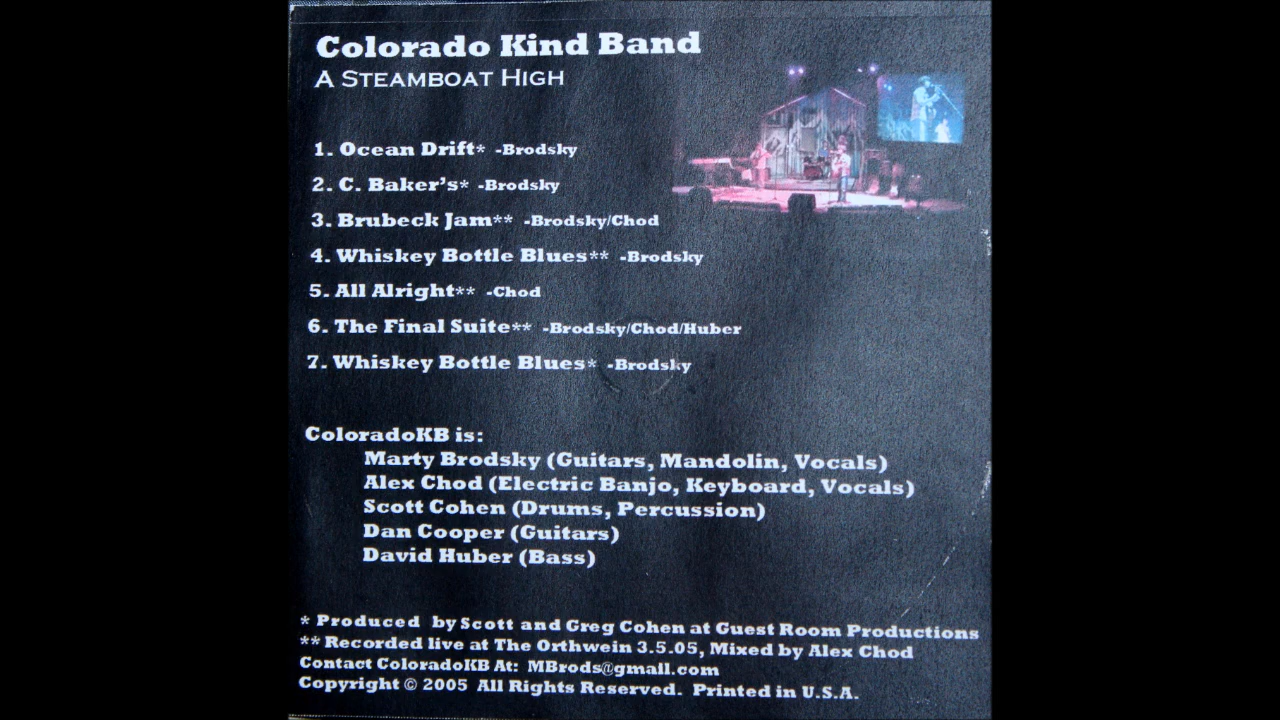 Colorado Kind Band
A STEAMBOAT HIGH
1. Ocean Drift* -Brodsky
2. C. Baker's* -Brodsky
3. Brubeck Jam** -Brodsky/Chod
4. Whiskey Bottle Blues** -Brodsky
5. All Alright** -Chod
6. The Final Suite** -Brodsky/Chod/Huber
7. Whiskey Bottle Blues* -Brodsky
ColoradoKB is:
Marty Brodsky (Guitars, Mandolin, Vocals)
Alex Chod (Electric Banjo, Keyboard, Vocals)
Scott Cohen (Drums, Percussion)
Dan Cooper (Guitars)
David Huber (Bass)
* Produced by Scott and Greg Cohen at Guest Room Productions
** Recorded live at The Orthwein 3.5.05, Mixed by Alex Chod
Contact ColoradoKB At: MBrods@gmail.com
Copyright © 2005 All Rights Reserved. Printed in U.S.A.